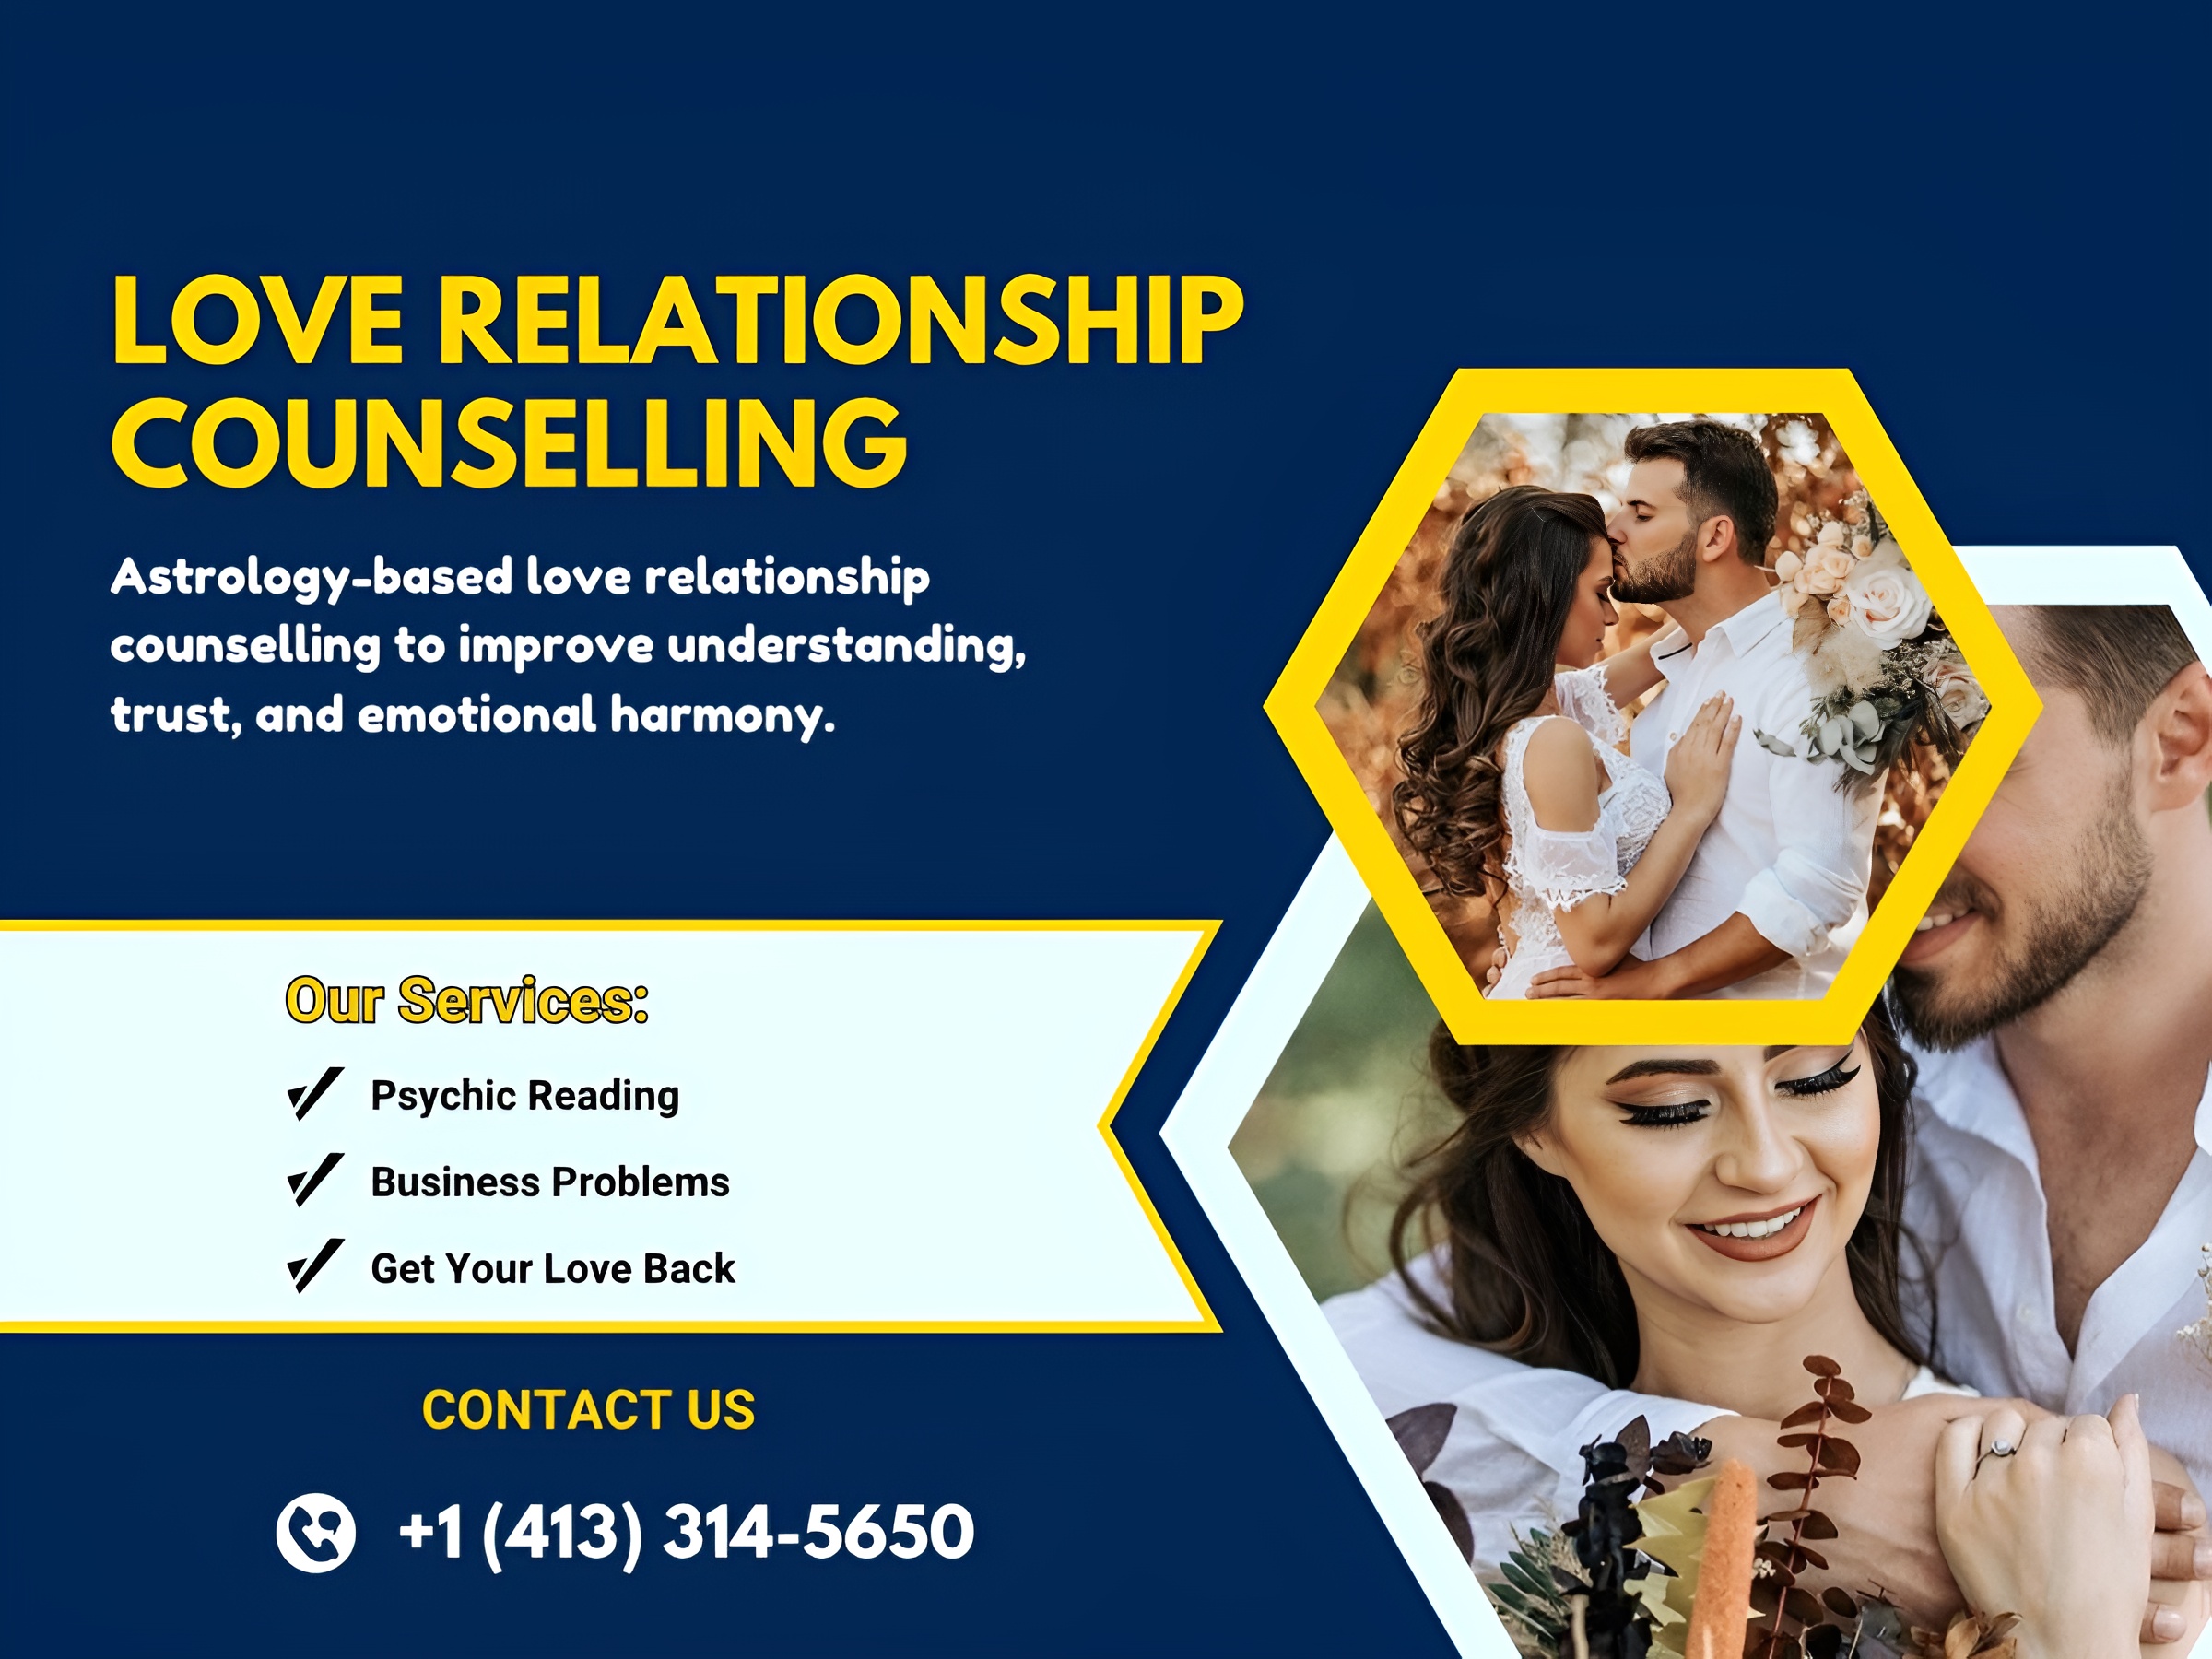 LOVE RELATIONSHIP
COUNSELLING
Astrology-based love relationship
counselling to improve understanding,
trust, and emotional harmony.
Our Services:
Psychic Reading
Business Problems
Get Your Love Back
CONTACT US
+1 (413) 314-5650